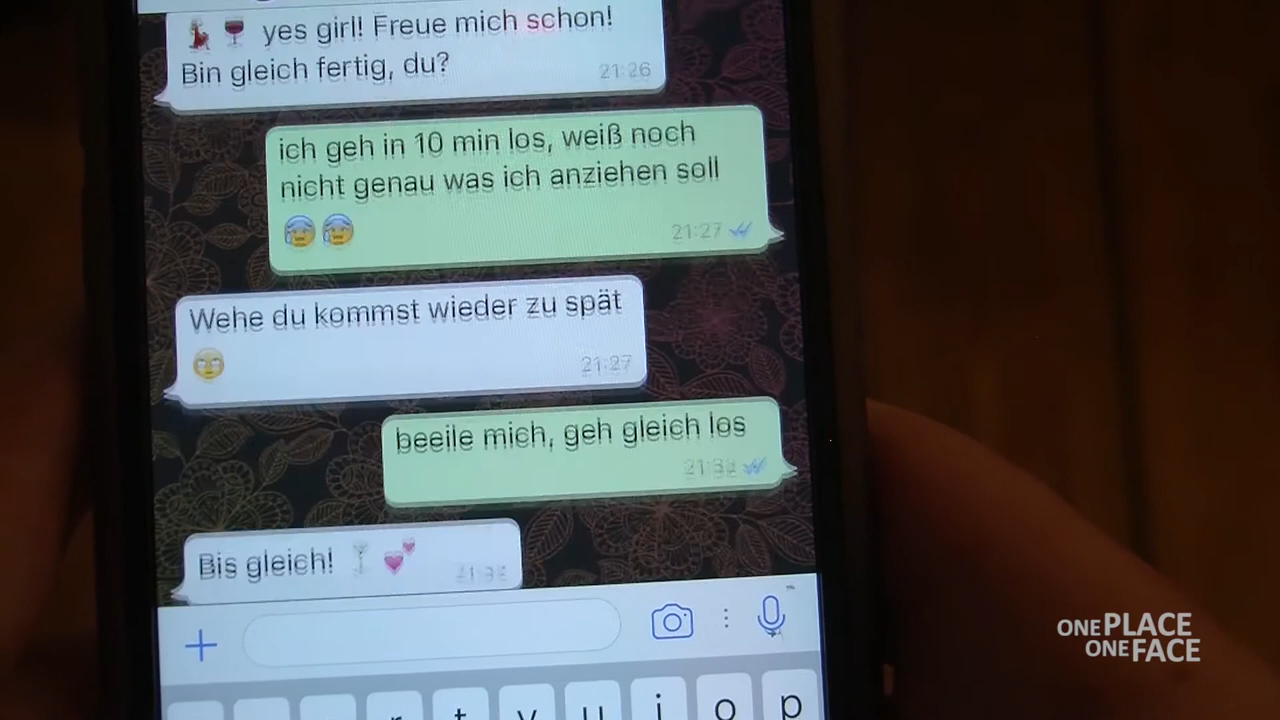 💃🍷 yes girl! Freue mich schon!
Bin gleich fertig, du?
21:26
ich geh in 10 min los, weiß noch
nicht genau was ich anziehen soll
😰😰
21:27
Wehe du kommst wieder zu spät
🙄
21:27
beeile mich, geh gleich los
21:32
Bis gleich! 🍸💕
21:32
r t y u i o p
ONE PLACE
ONE FACE